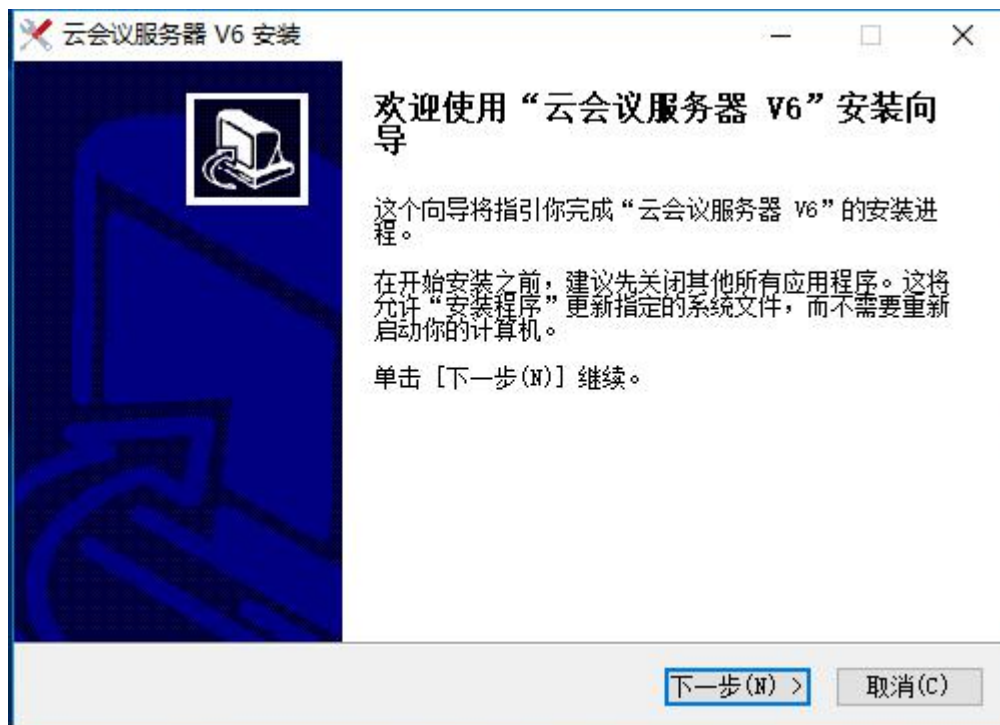 云会议服务器 V6 安装
欢迎使用“云会议服务器 V6”安装向
导
这个向导将指引你完成“云会议服务器 V6”的安装进
程。
在开始安装之前，建议先关闭其他所有应用程序。这将
允许“安装程序”更新指定的系统文件，而不需要重新
启动你的计算机。
单击 [下一步(N)] 继续。
下一步(N) >
取消(C)